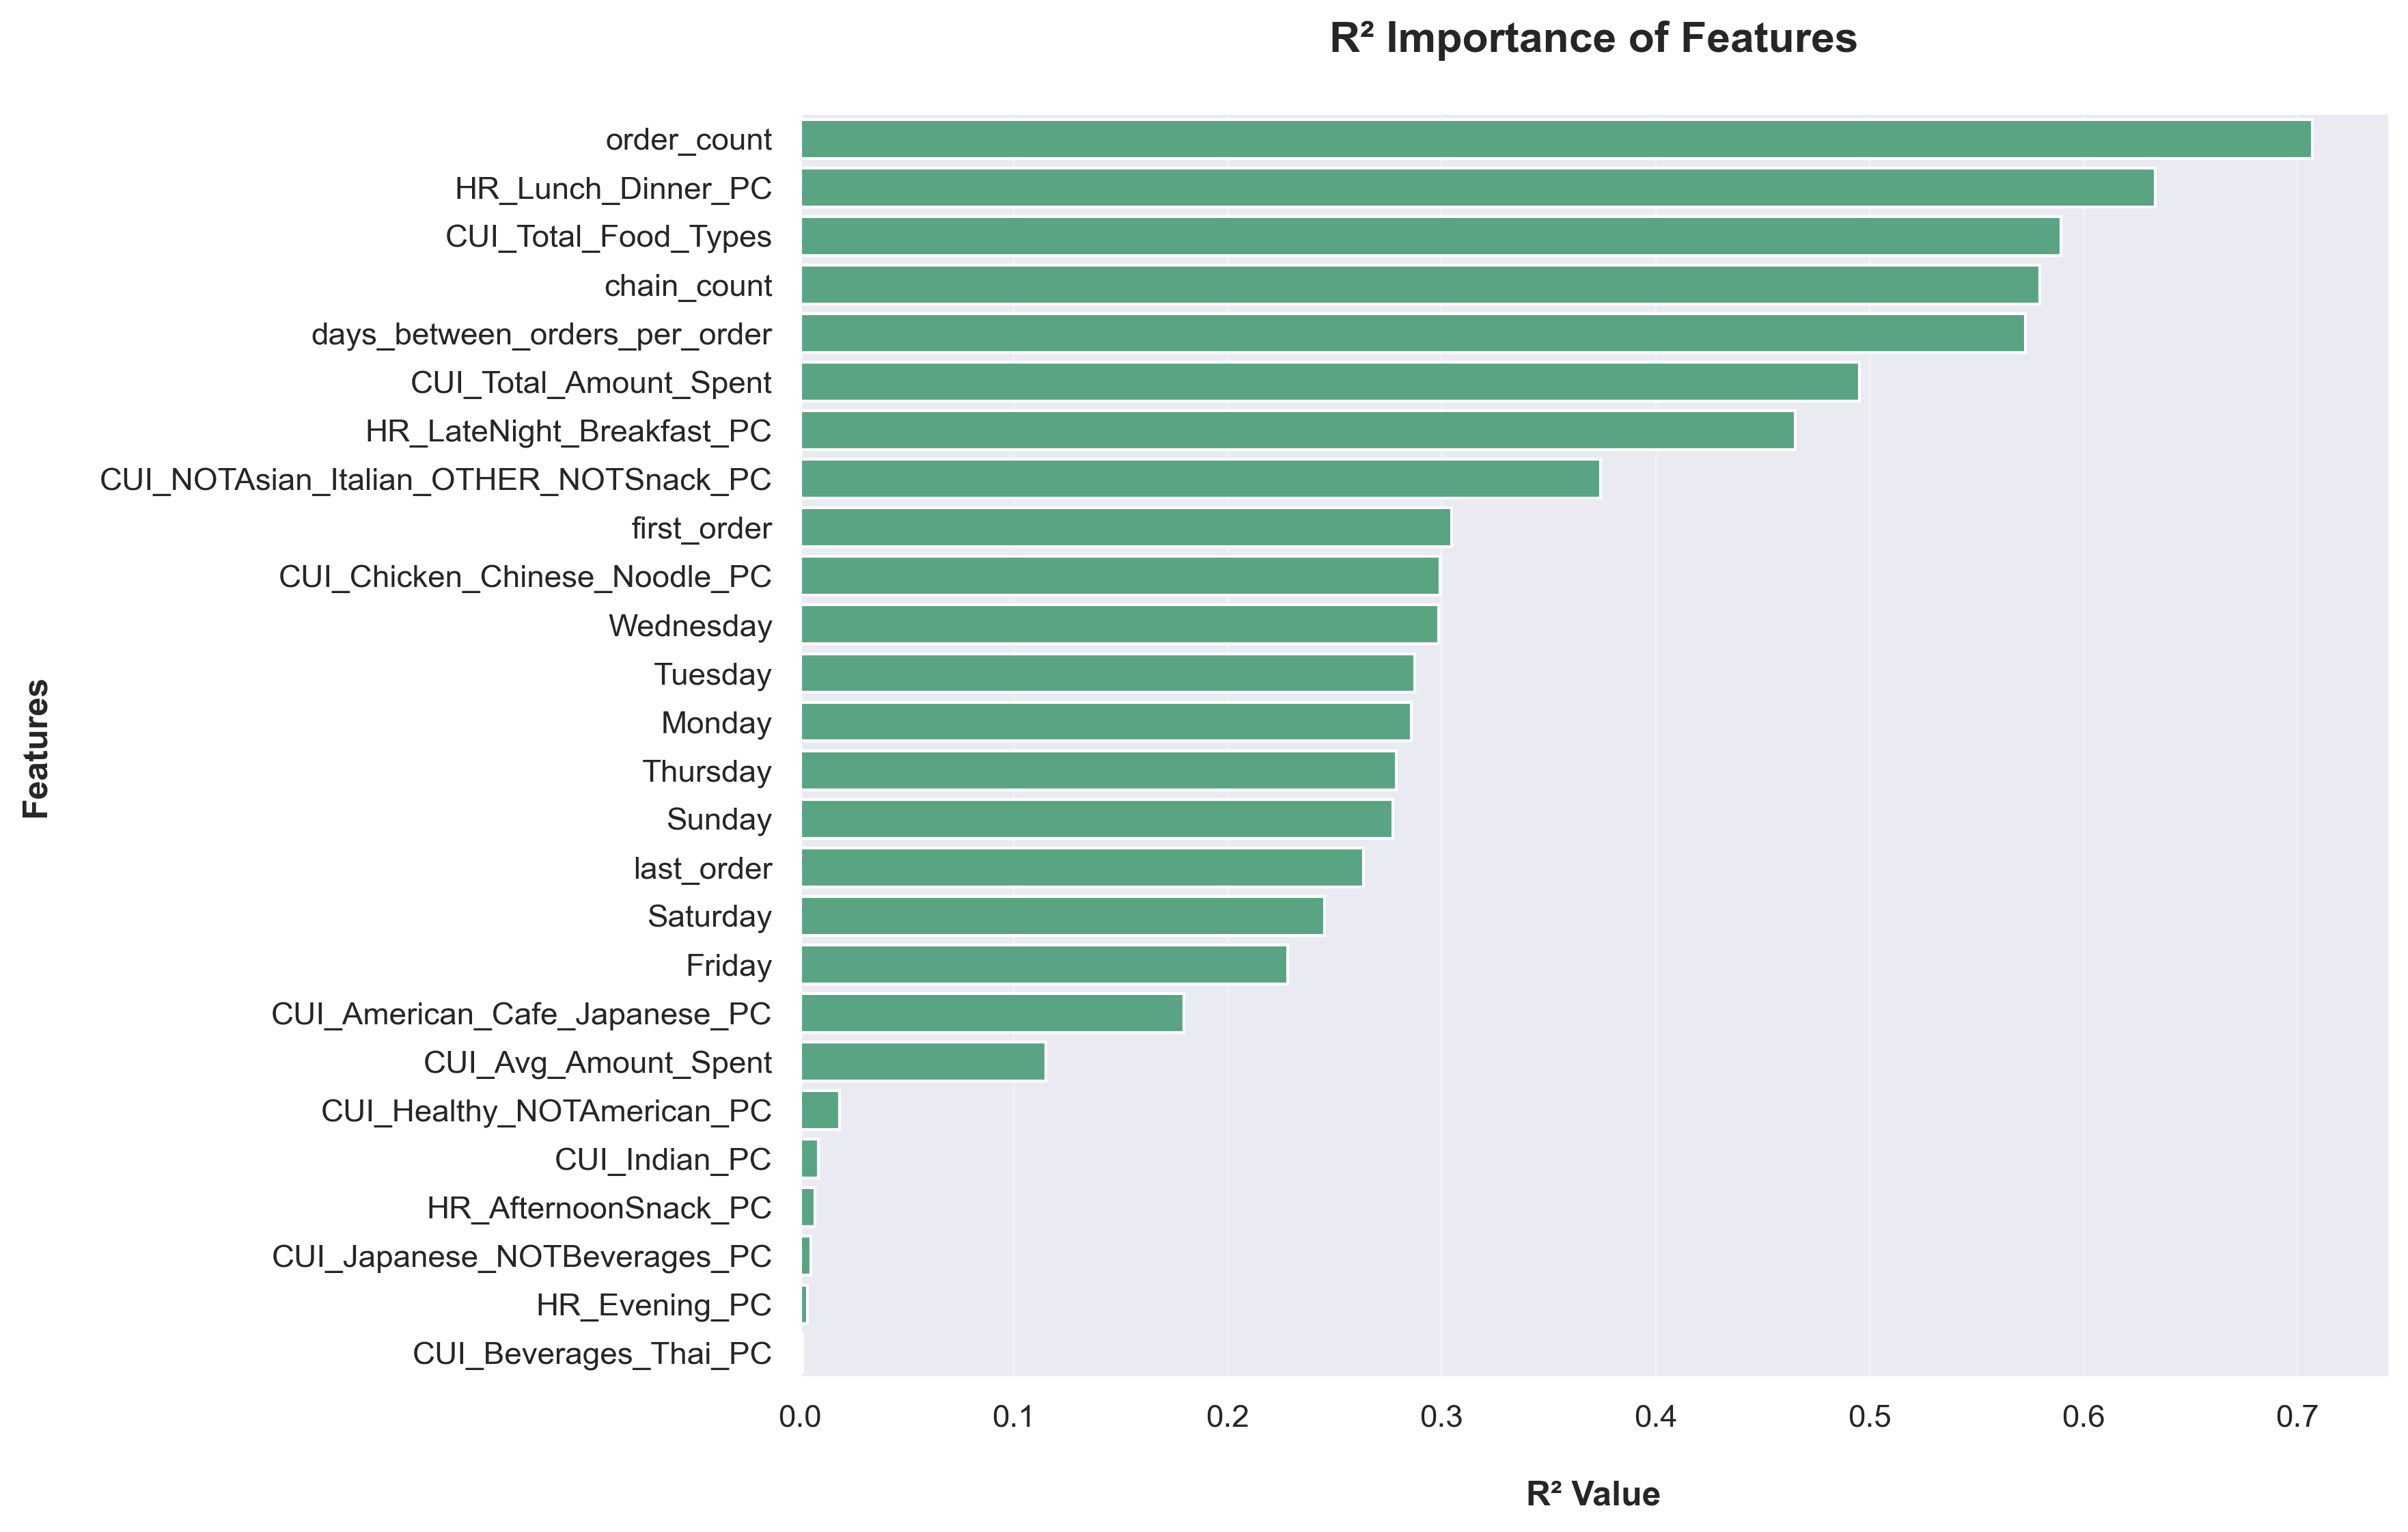 R² Importance of Features
order_count
HR_Lunch_Dinner_PC
CUI_Total_Food_Types
chain_count
days_between_orders_per_order
CUI_Total_Amount_Spent
HR_LateNight_Breakfast_PC
CUI_NOTAsian_Italian_OTHER_NOTSnack_PC
first_order
CUI_Chicken_Chinese_Noodle_PC
Wednesday
Tuesday
Monday
Thursday
Sunday
last_order
Saturday
Friday
CUI_American_Cafe_Japanese_PC
CUI_Avg_Amount_Spent
CUI_Healthy_NOTAmerican_PC
CUI_Indian_PC
HR_AfternoonSnack_PC
CUI_Japanese_NOTBeverages_PC
HR_Evening_PC
CUI_Beverages_Thai_PC
Features
0.0 0.1 0.2 0.3 0.4 0.5 0.6 0.7
R² Value